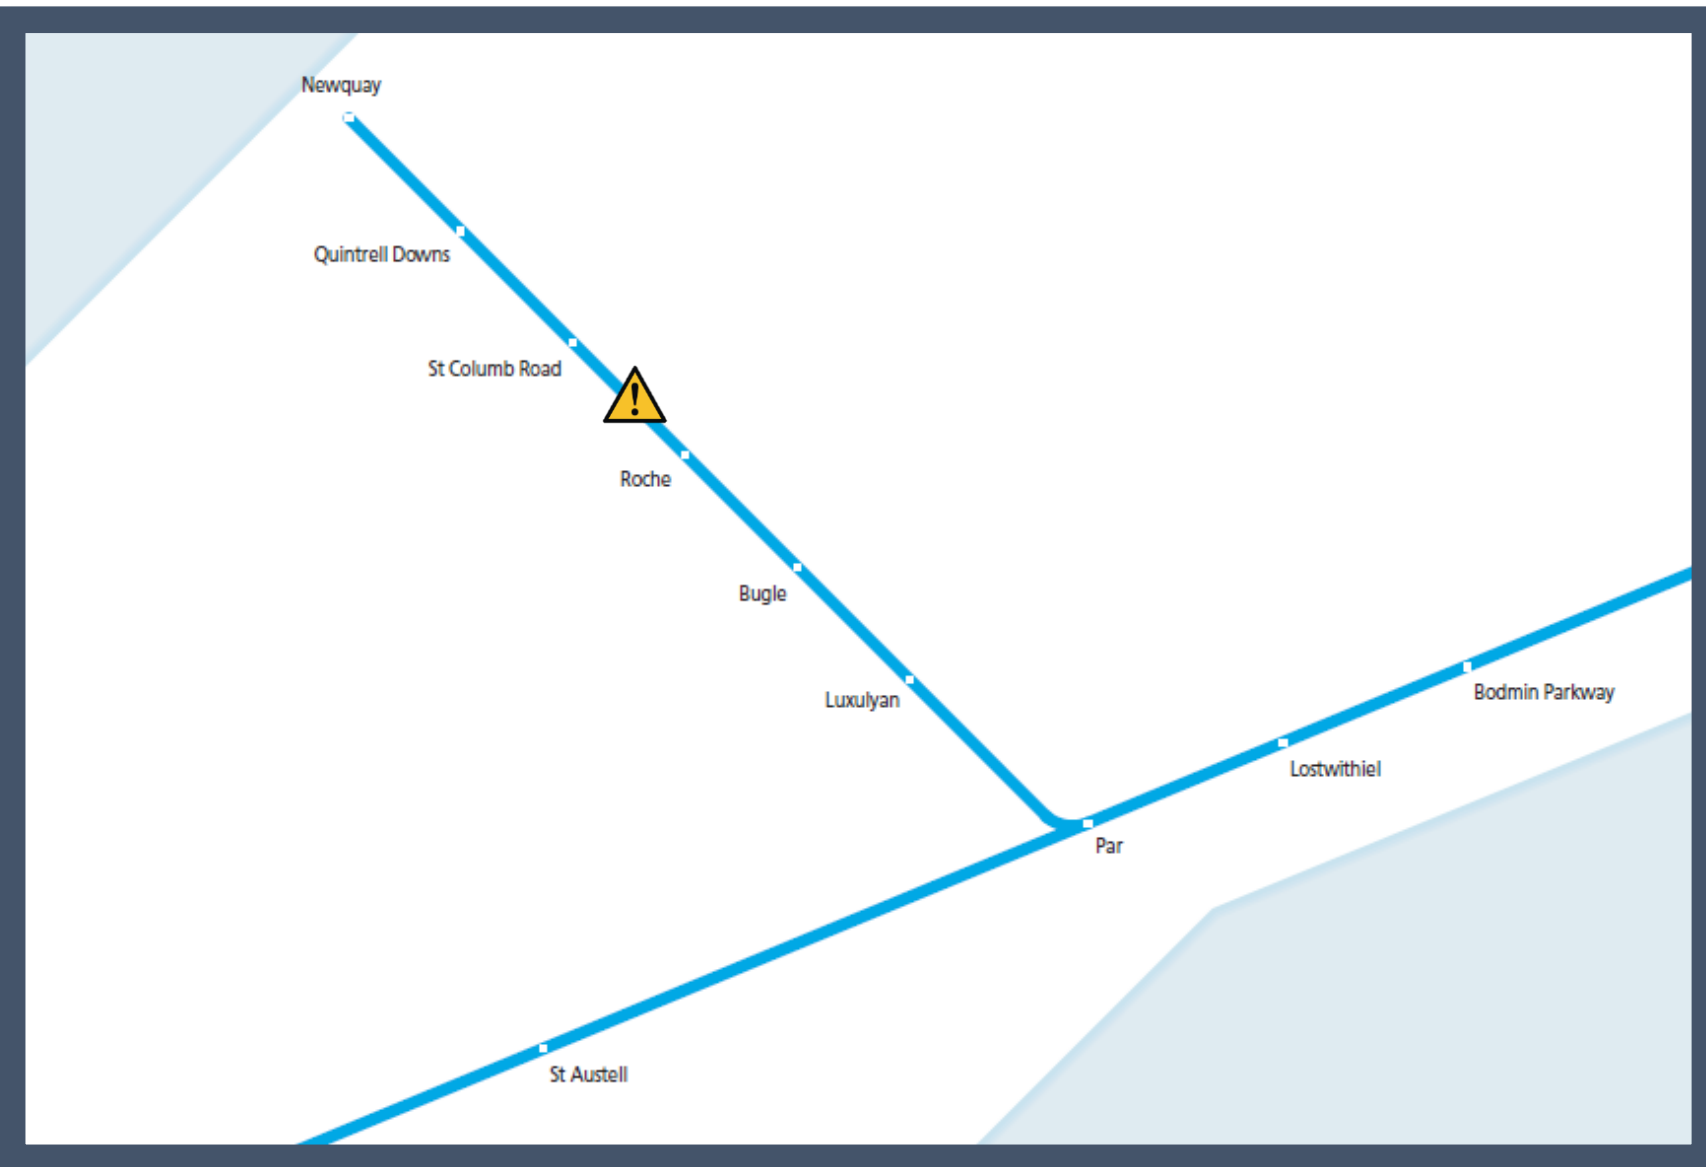 Newquay
Quintrell Downs
St Columb Road
!
Roche
Bugle
Luxulyan
Bodmin Parkway
Lostwithiel
Par
St Austell